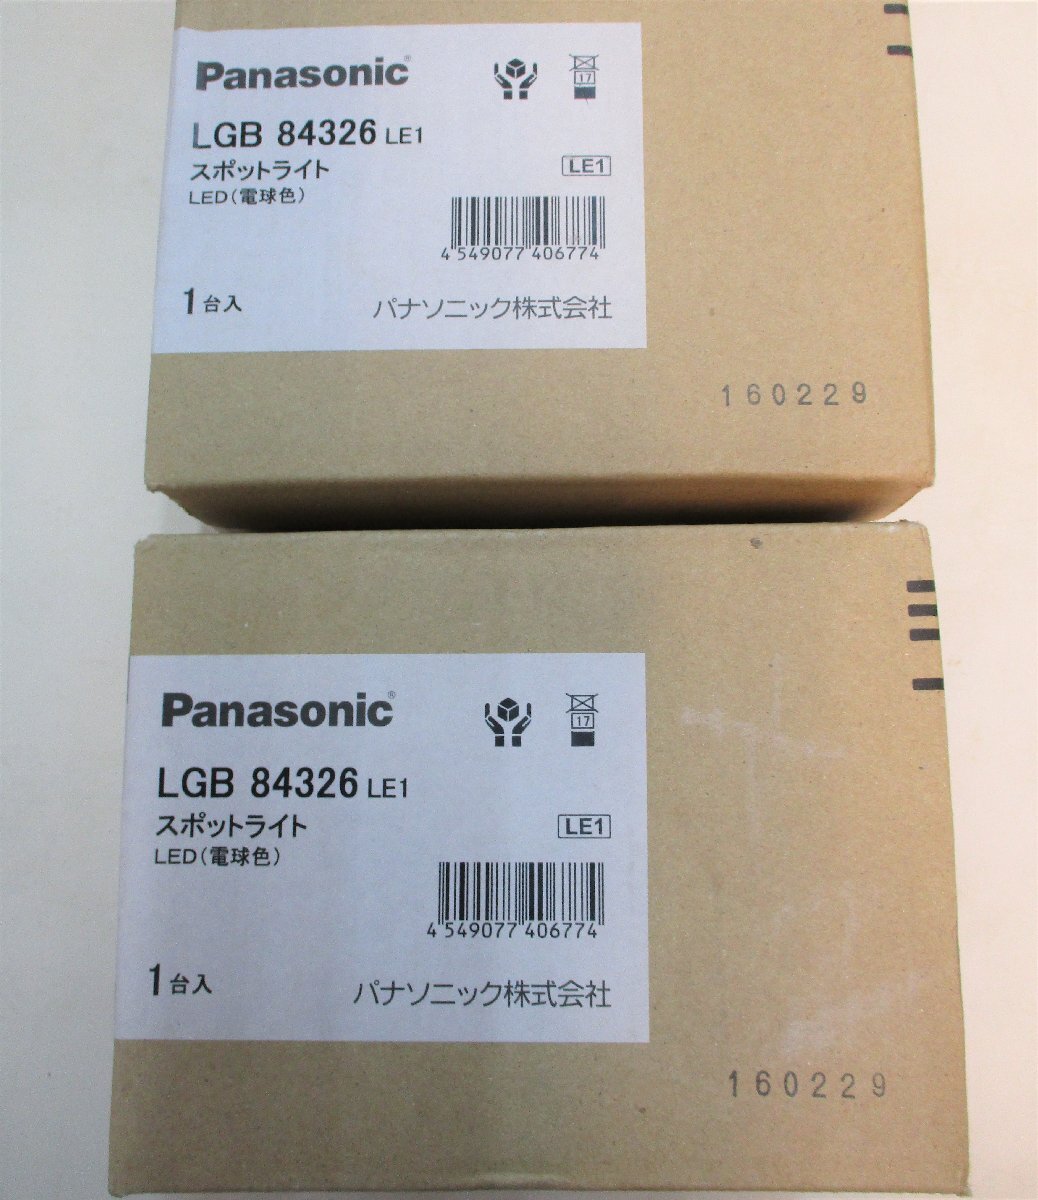 Panasonic®
17
LGB 84326 LE1
スポットライト
LE1
LED(電球色)
4 549077 406774
1台入
パナソニック株式会社
160229
Panasonic®
17
LGB 84326 LE1
スポットライト
LE1
LED(電球色)
4 549077 406774
1台入
パナソニック株式会社
160229